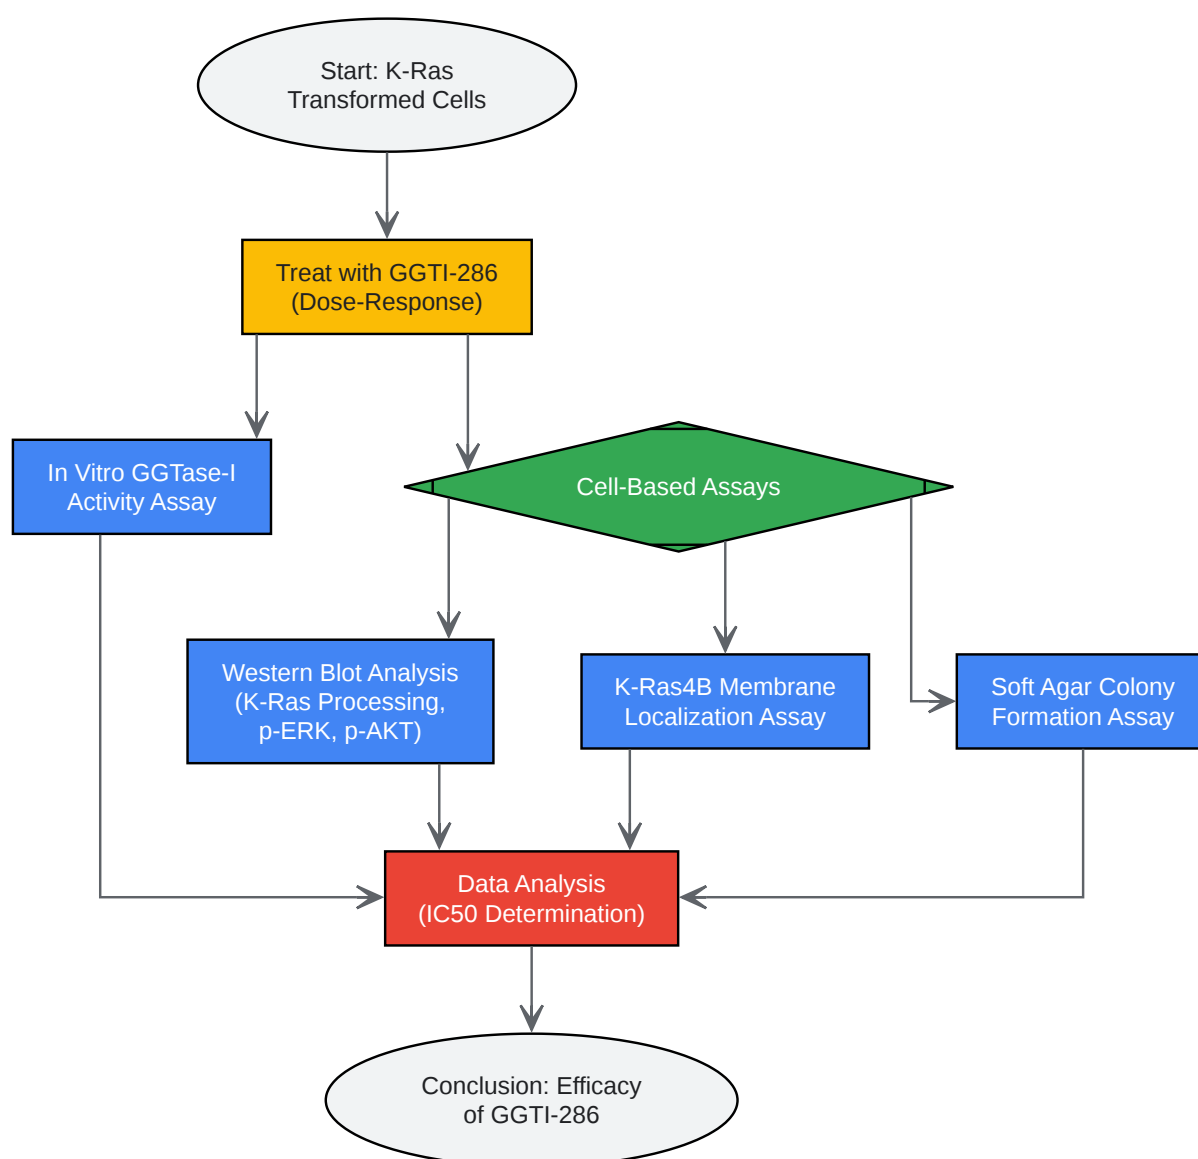 Start: K-Ras
Transformed Cells
Treat with GGTI-286
(Dose-Response)
In Vitro GGTase-I
Activity Assay
Cell-Based Assays
Western Blot Analysis
(K-Ras Processing,
p-ERK, p-AKT)
K-Ras4B Membrane
Localization Assay
Soft Agar Colony
Formation Assay
Data Analysis
(IC50 Determination)
Conclusion: Efficacy
of GGTI-286